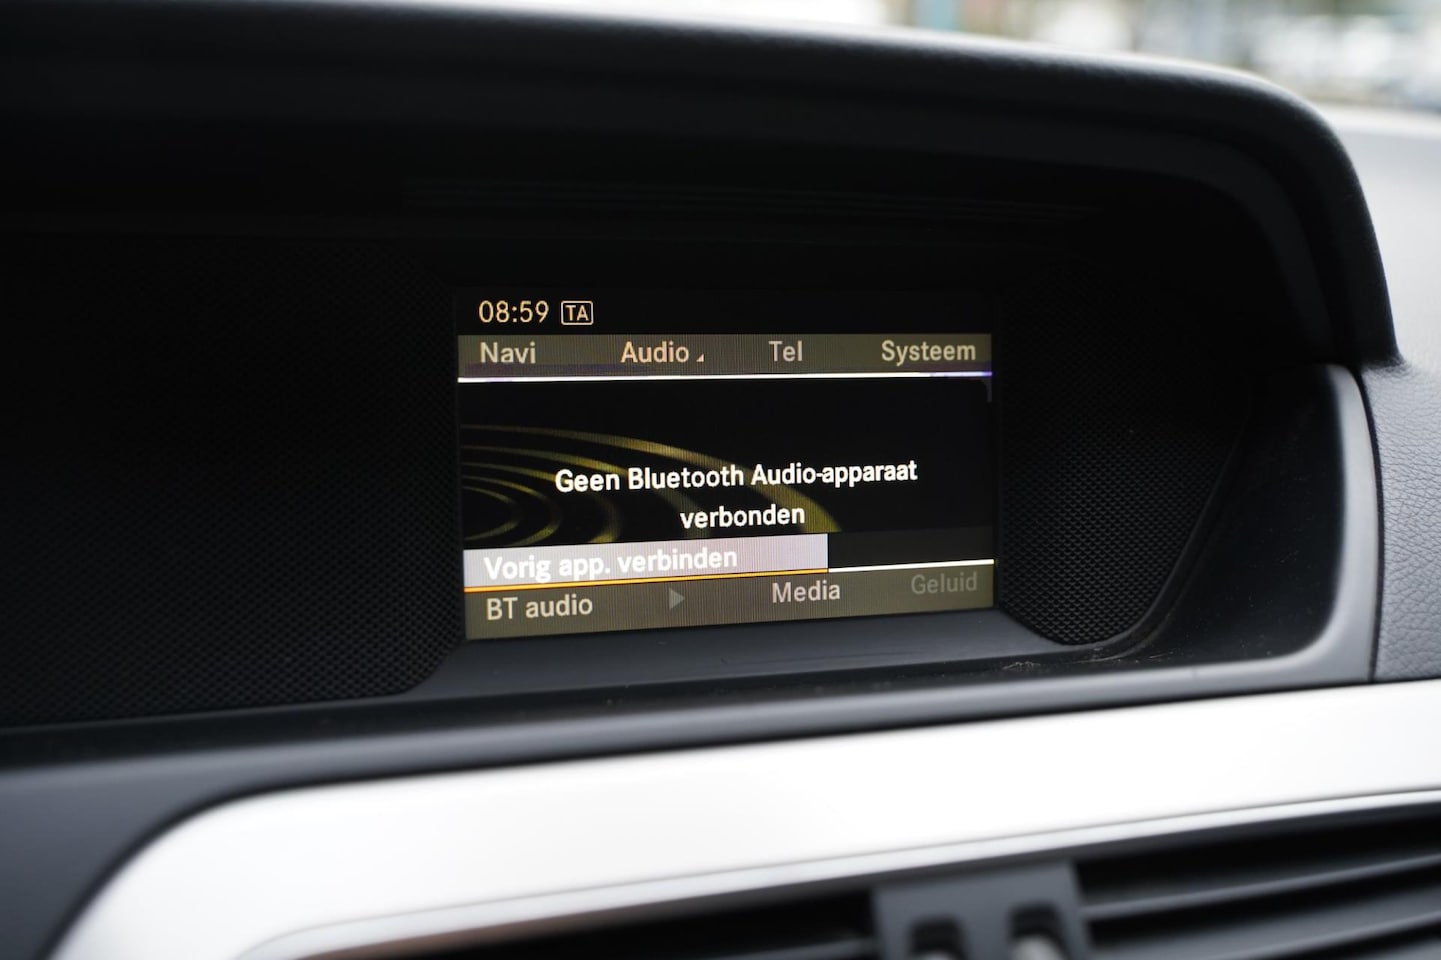 08:59 TA
Navi Audio Tel Systeem
Geen Bluetooth Audio-apparaat
verbonden
Vorig app. verbinden
BT audio Media Geluid